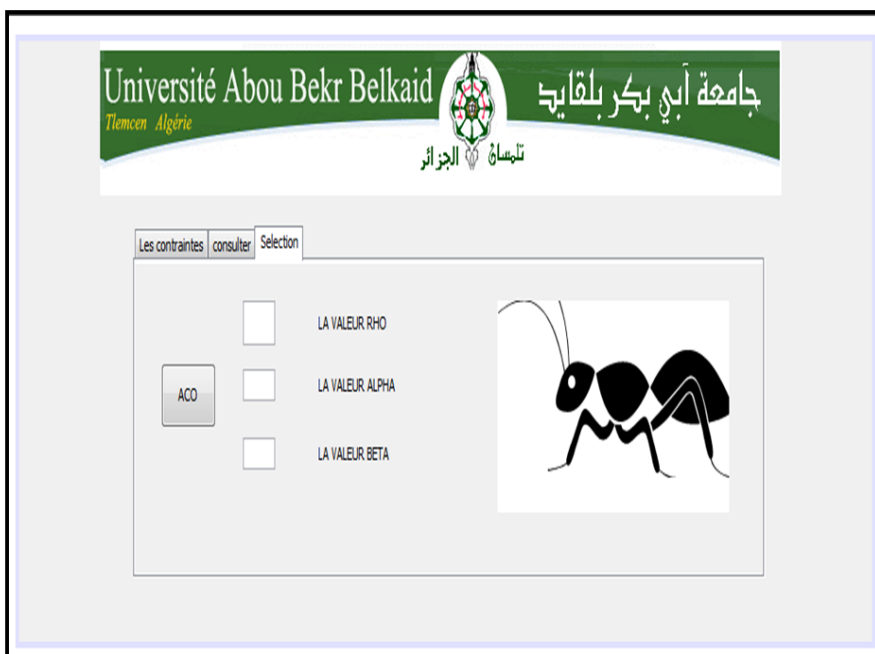 Université Abou Bekr Belkaid
Tlemcen Algérie
جامعة أبي بكر بلقايد
تلمسان الجزائر
Les contraintes consulter Selection
LA VALEUR RHO
ACO
LA VALEUR ALPHA
LA VALEUR BETA